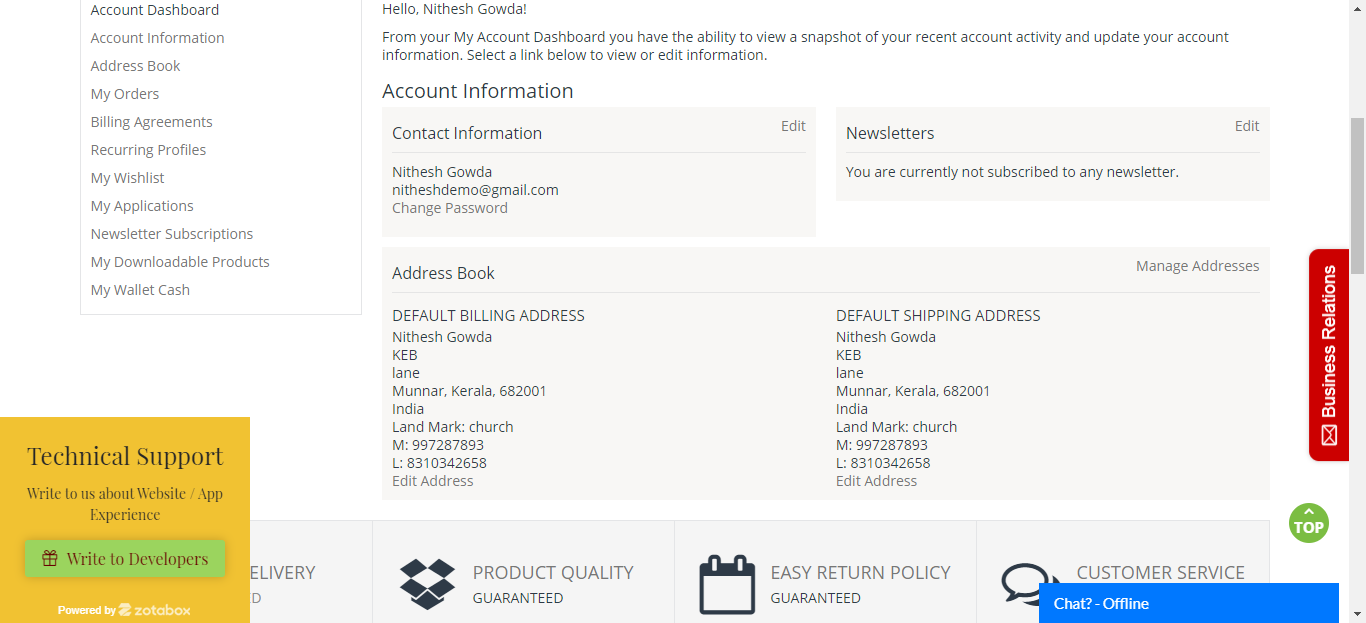 Account Dashboard
Account Information
Address Book
My Orders
Billing Agreements
Recurring Profiles
My Wishlist
My Applications
Newsletter Subscriptions
My Downloadable Products
My Wallet Cash
Hello, Nithesh Gowda!
From your My Account Dashboard you have the ability to view a snapshot of your recent account activity and update your account
information. Select a link below to view or edit information.
Account Information
Contact Information
Edit
Nithesh Gowda
nitheshdemo@gmail.com
Change Password
Newsletters
Edit
You are currently not subscribed to any newsletter.
Address Book
Manage Addresses
DEFAULT BILLING ADDRESS
Nithesh Gowda
KEB
lane
Munnar, Kerala, 682001
India
Land Mark: church
M: 997287893
L: 8310342658
Edit Address
DEFAULT SHIPPING ADDRESS
Nithesh Gowda
KEB
lane
Munnar, Kerala, 682001
India
Land Mark: church
M: 997287893
L: 8310342658
Edit Address
Business Relations
Technical Support
Write to us about Website / App
Experience
Write to Developers
Powered by zotabox
ELIVERY
D
PRODUCT QUALITY
GUARANTEED
EASY RETURN POLICY
GUARANTEED
CUSTOMER SERVICE
TOP
Chat? - Offline